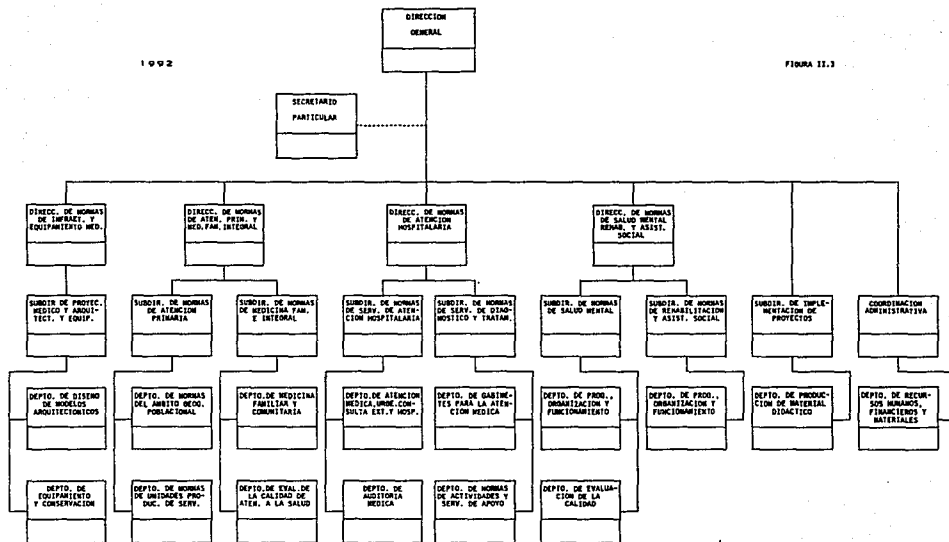 DIRECCION
GENERAL
1992
FIGURA II.3
SECRETARIO
PARTICULAR
DIRECC. DE NORMAS
DE INFRAET. Y
EQUIPAMIENTO MED.
DIRECC. DE NORMAS
DE ATEN. PRIN. Y
MED.FAM.INTEGRAL
DIRECC. DE NORMAS
DE ATENCION
HOSPITALARIA
DIRECC. DE NORMAS
DE SALUD MENTAL
REHAB. Y ASIST.
SOCIAL
SUBDIR DE PROYEC.
MEDICO Y ARQUI-
TECT. Y EQUIP.
SUBDIR. DE NORMAS
DE ATENCION
PRIMARIA
SUBDIR. DE NORMAS
DE MEDICINA FAM.
E INTEGRAL
SUBDIR. DE NORMAS
DE SERV. DE ATEN-
CION HOSPITALARIA
SUBDIR. DE NORMAS
DE SERV. DE DIAG-
NOSTICO Y TRATAM.
SUBDIR. DE NORMAS
DE SALUD MENTAL
SUBDIR. DE NORMAS
DE REHABILITACION
Y ASIST. SOCIAL
SUBDIR. DE IMPLE-
MENTACION DE
PROYECTOS
COORDINACION
ADMINISTRATIVA
DEPTO. DE DISENO
DE MODELOS
ARQUITECTONICOS
DEPTO. DE NORMAS
DEL AMBITO GEOG.
POBLACIONAL
DEPTO.DE MEDICINA
FAMILIAR Y
COMUNITARIA
DEPTO.DE ATENCION
MEDICA,URGE.CON-
SULTA EXT.Y HOSP.
DEPTO. DE GABINE-
TES PARA LA ATEN-
CION MEDICA
DEPTO. DE PROG.,
ORGANIZACION Y
FUNCIONAMIENTO
DEPTO. DE PROG.,
ORGANIZACION Y
FUNCIONAMIENTO
DEPTO. DE PRODUC-
CION DE MATERIAL
DIDACTICO
DEPTO. DE RECUR-
SOS HUMANOS,
FINANCIEROS Y
MATERIALES
DEPTO. DE
EQUIPAMIENTO
Y CONSERVACION
DEPTO. DE NORMAS
DE UNIDADES PRO-
DUC. DE SERV.
DEPTO.DE EVAL.DE
LA CALIDAD DE
ATEN. A LA SALUD
DEPTO. DE
AUDITORIA
MEDICA
DEPTO. DE NORMAS
DE ACTIVIDADES Y
SERV. DE APOYO
DEPTO. DE EVALUA-
CION DE LA
CALIDAD